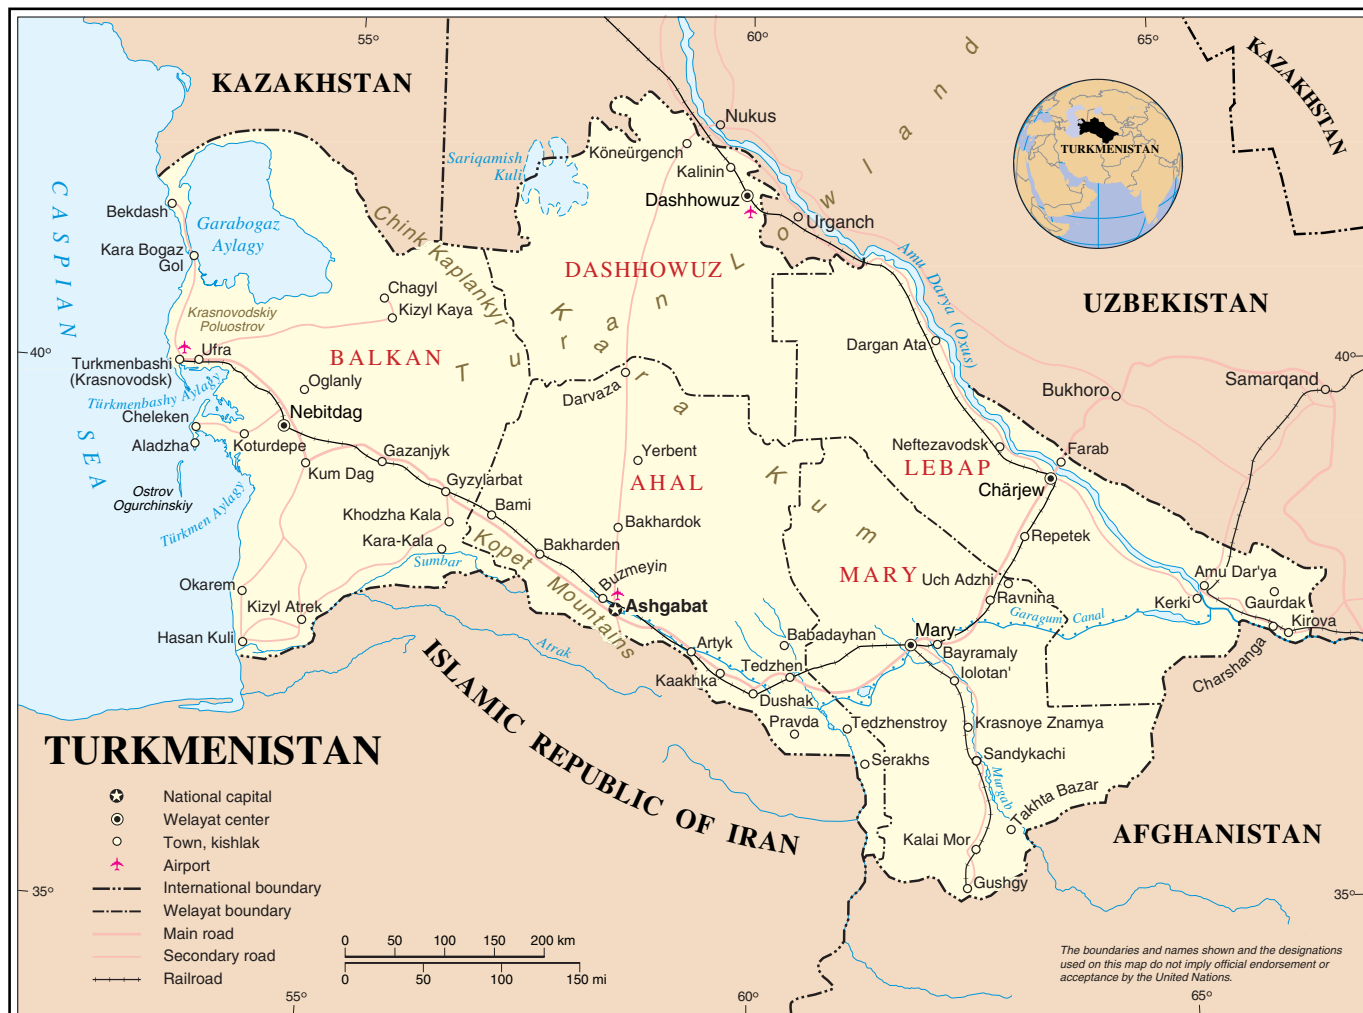 55°
60°
65°
KAZAKHSTAN
KAZAKHSTAN
Nukus
Köneürgench
Kalinin
Dashhowuz
Urganch
Sariqamish
Kuli
TURKMENISTAN
CASPIAN SEA
Bekdash
Garabogaz
Aylagy
Kara Bogaz
Gol
Chink Kaplankyr
DASHHOWUZ
Turan Lowland
Amu Darya (Oxus)
UZBEKISTAN
Chagyl
Kizyl Kaya
Krasnovodskiy
Poluostrov
Kara Kum
40°
40°
Ufra
Turkmenbashi
(Krasnovodsk)
BALKAN
Dargan Ata
Türkmenbashy Aylagy
Oglanly
Darvaza
Bukhoro
Samarqand
Cheleken
Nebitdag
Aladzha
Koturdepe
Kum Dag
Gazanjyk
Yerbent
Neftezavodsk
Farab
LEBAP
AHAL
Chärjew
Ostrov
Ogurchinskiy
Türkmen Aylagy
Gyzylarbat
Bami
Khodzha Kala
Bakhardok
Kara-Kala
Kopet Mountains
Bakharden
Repetek
Sumbar
MARY
Uch Adzhi
Amu Dar'ya
Okarem
Buzmeyin
Ashgabat
Ravnina
Kerki
Gaurdak
Kizyl Atrek
Garagum Canal
Kirova
Hasan Kuli
Atrak
Artyk
Babadayhan
Mary
Bayramaly
Charshanga
Kaakhka
Tedzhen
Iolotan'
Dushak
Pravda
Tedzhenstroy
Krasnoye Znamya
ISLAMIC REPUBLIC OF IRAN
Serakhs
Sandykachi
Murgab
Takhta Bazar
Kalai Mor
AFGHANISTAN
Gushgy
TURKMENISTAN
National capital
Welayat center
Town, kishlak
Airport
International boundary
Welayat boundary
Main road
Secondary road
Railroad
35°
35°
0 50 100 150 200 km
0 50 100 150 mi
The boundaries and names shown and the designations
used on this map do not imply official endorsement or
acceptance by the United Nations.
55°
60°
65°